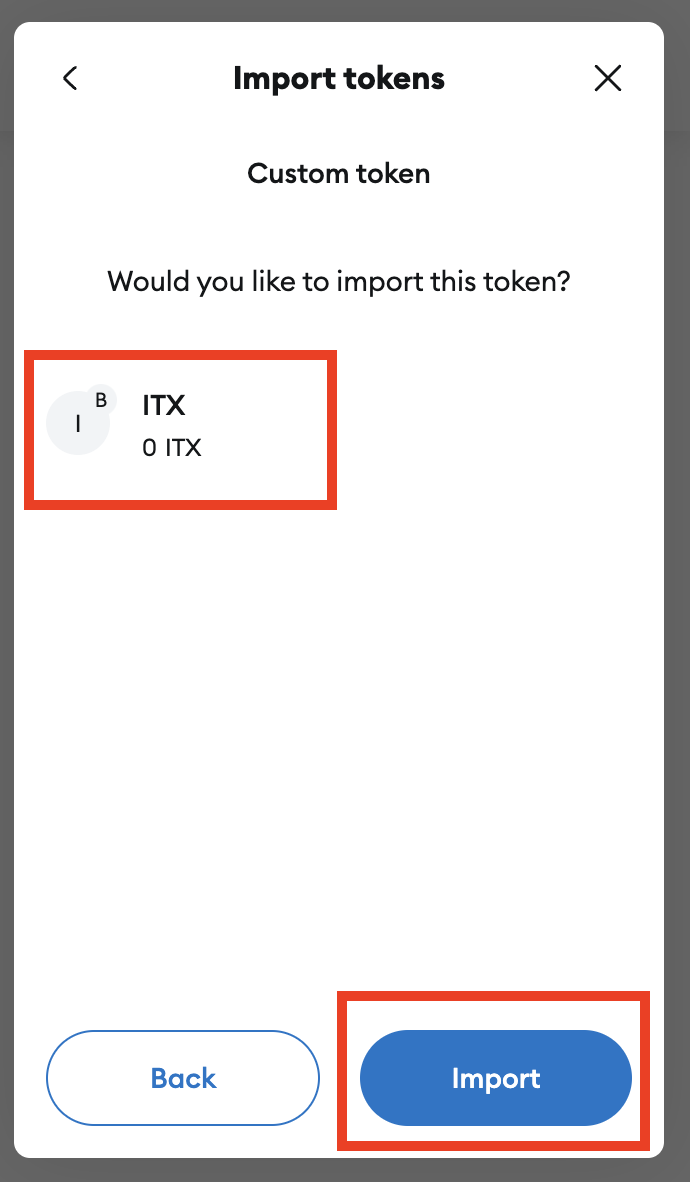 Import tokens
Custom token
Would you like to import this token?
B
I
ITX
0 ITX
Back
Import